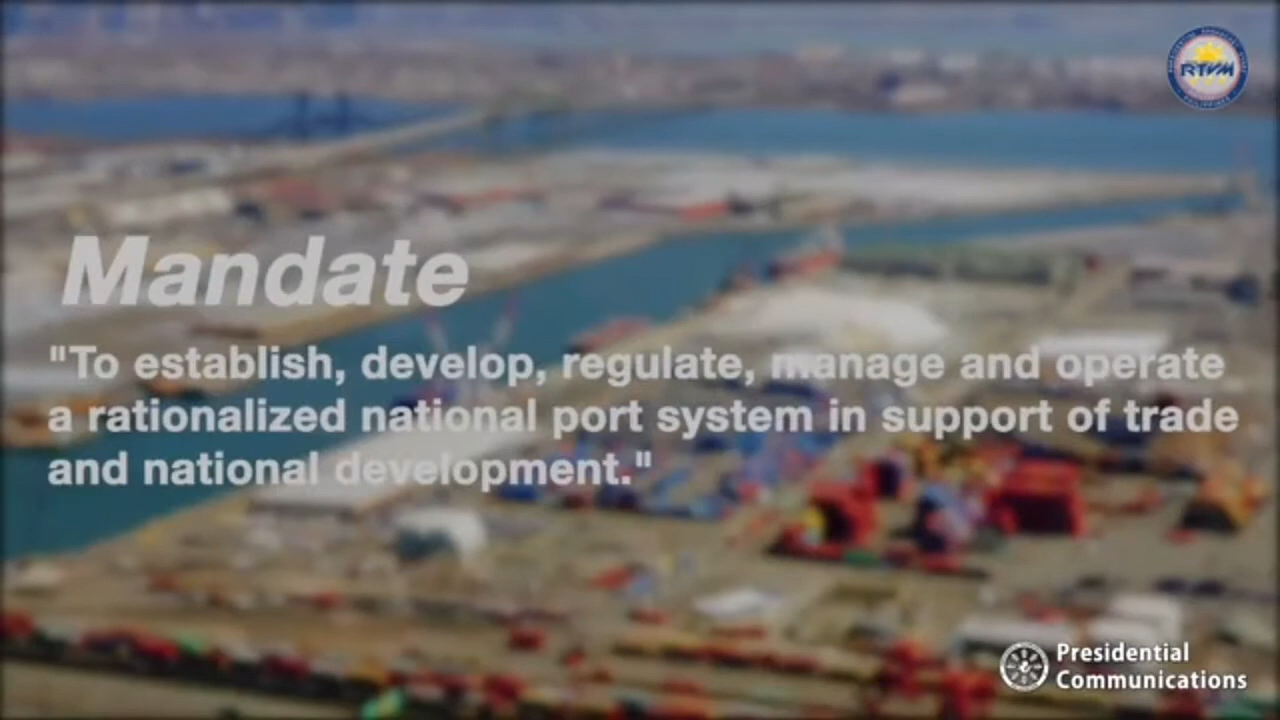 RTVM
PHILIPPINES
Mandate
"To establish, develop, regulate, manage and operate
a rationalized national port system in support of trade
and national development."
Presidential
Communications